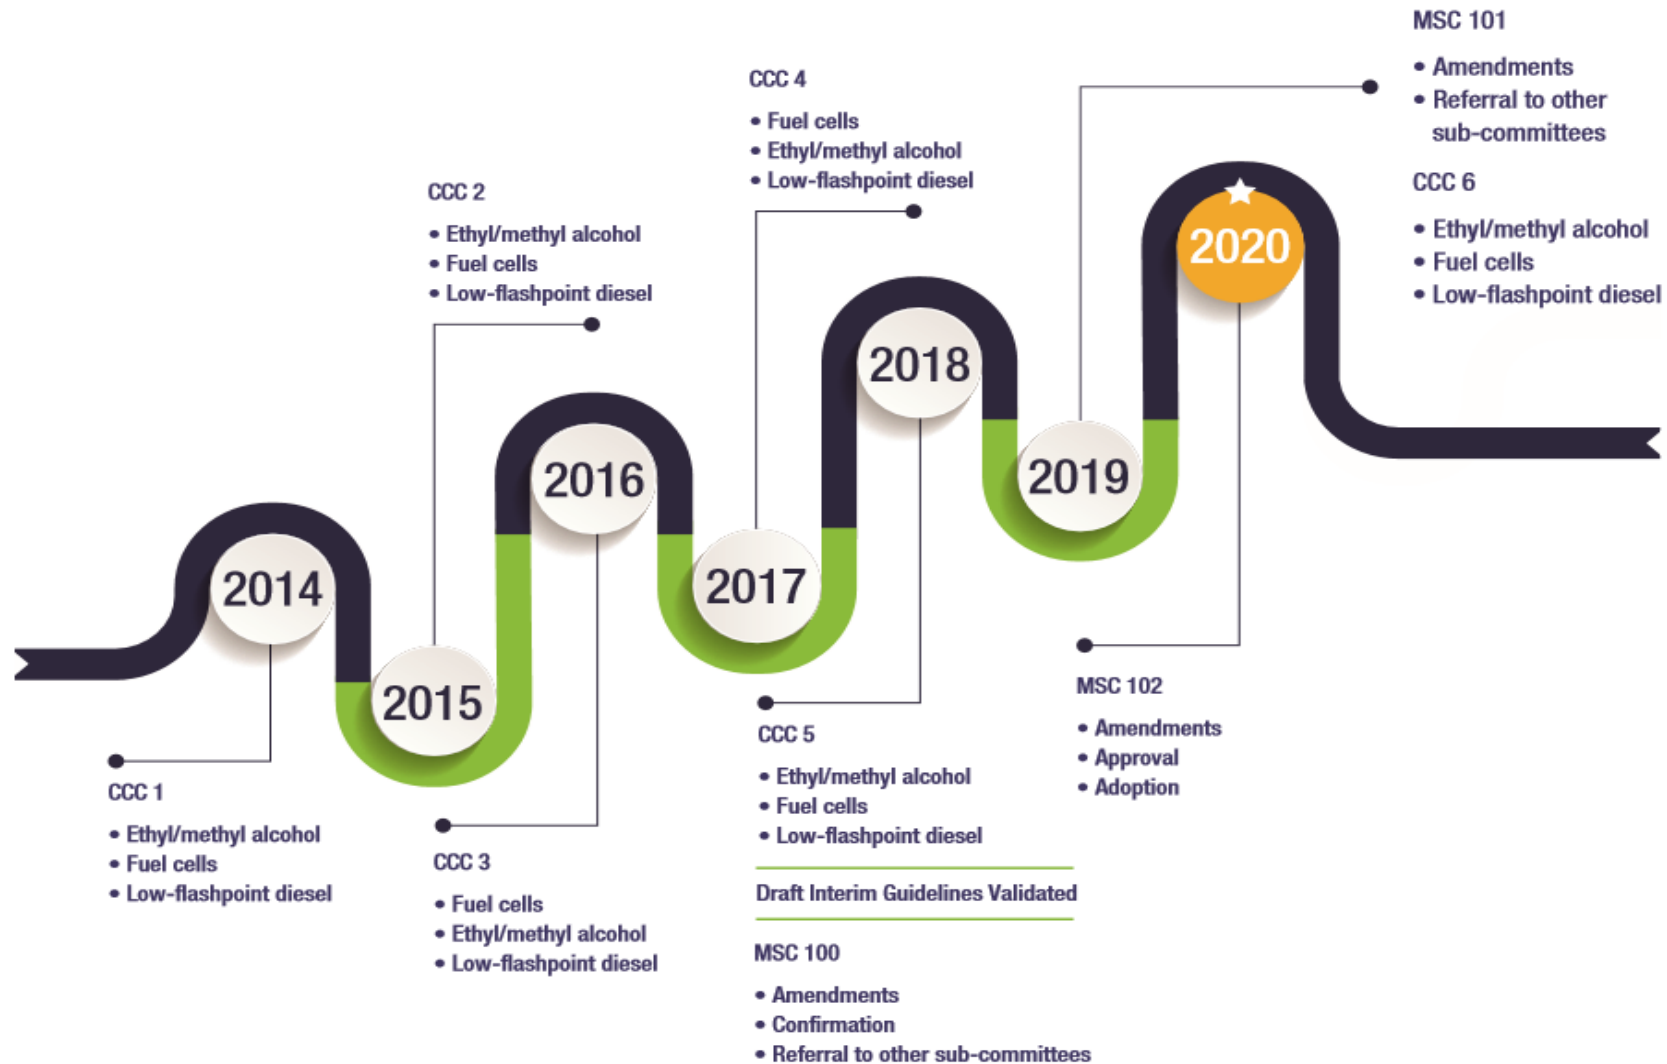 2014
CCC 1
• Ethyl/methyl alcohol
• Fuel cells
• Low-flashpoint diesel
2015
CCC 2
• Ethyl/methyl alcohol
• Fuel cells
• Low-flashpoint diesel
2016
CCC 3
• Fuel cells
• Ethyl/methyl alcohol
• Low-flashpoint diesel
2017
CCC 4
• Fuel cells
• Ethyl/methyl alcohol
• Low-flashpoint diesel
2018
CCC 5
• Ethyl/methyl alcohol
• Fuel cells
• Low-flashpoint diesel
Draft Interim Guidelines Validated
MSC 100
• Amendments
• Confirmation
• Referral to other sub-committees
2019
MSC 101
• Amendments
• Referral to other
sub-committees
CCC 6
• Ethyl/methyl alcohol
• Fuel cells
• Low-flashpoint diesel
2020
MSC 102
• Amendments
• Approval
• Adoption